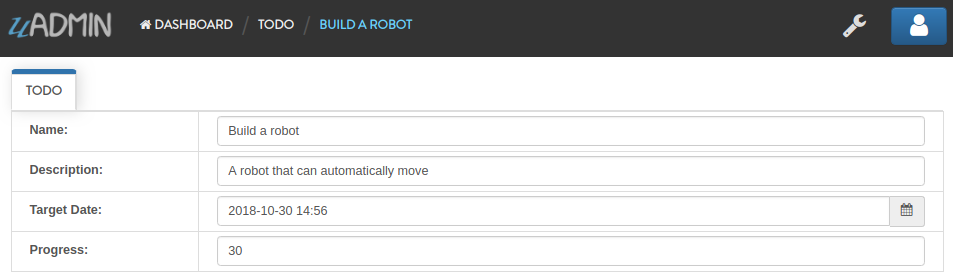 uADMIN DASHBOARD / TODO / BUILD A ROBOT
TODO
Name: Build a robot
Description: A robot that can automatically move
Target Date: 2018-10-30 14:56
Progress: 30